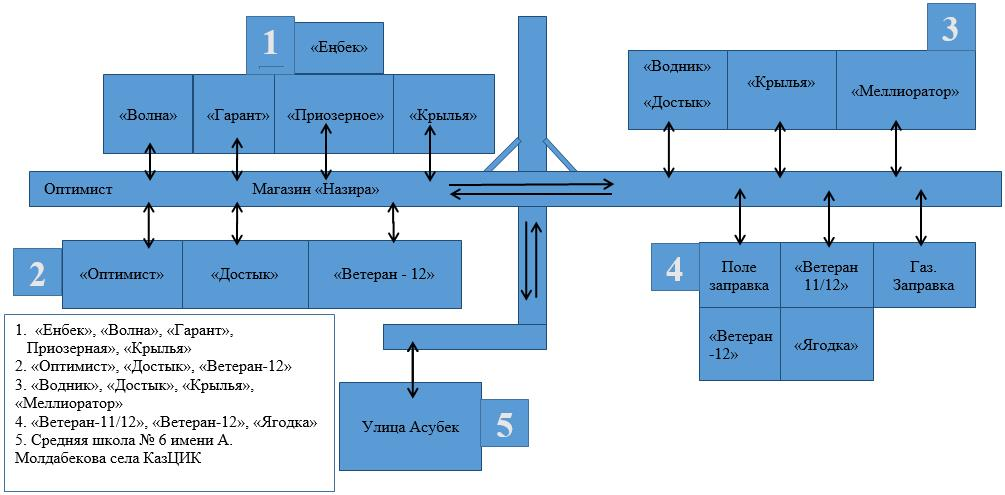 1
«Еңбек»
«Волна»
«Гарант»
«Приозерное»
«Крылья»
3
«Водник»
«Достык»
«Крылья»
«Меллиоратор»
Оптимист
Магазин «Назира»
2
«Оптимист»
«Достык»
«Ветеран - 12»
4
Поле
заправка
«Ветеран
11/12»
Газ.
Заправка
«Ветеран
-12»
«Ягодка»
1. «Енбек», «Волна», «Гарант»,
Приозерная», «Крылья»
2. «Оптимист», «Достык», «Ветеран-12»
3. «Водник», «Достык», «Крылья»,
«Меллиоратор»
4. «Ветеран-11/12», «Ветеран-12», «Ягодка»
5. Средняя школа № 6 имени А.
Молдабекова села КазЦИК
Улица Асубек
5